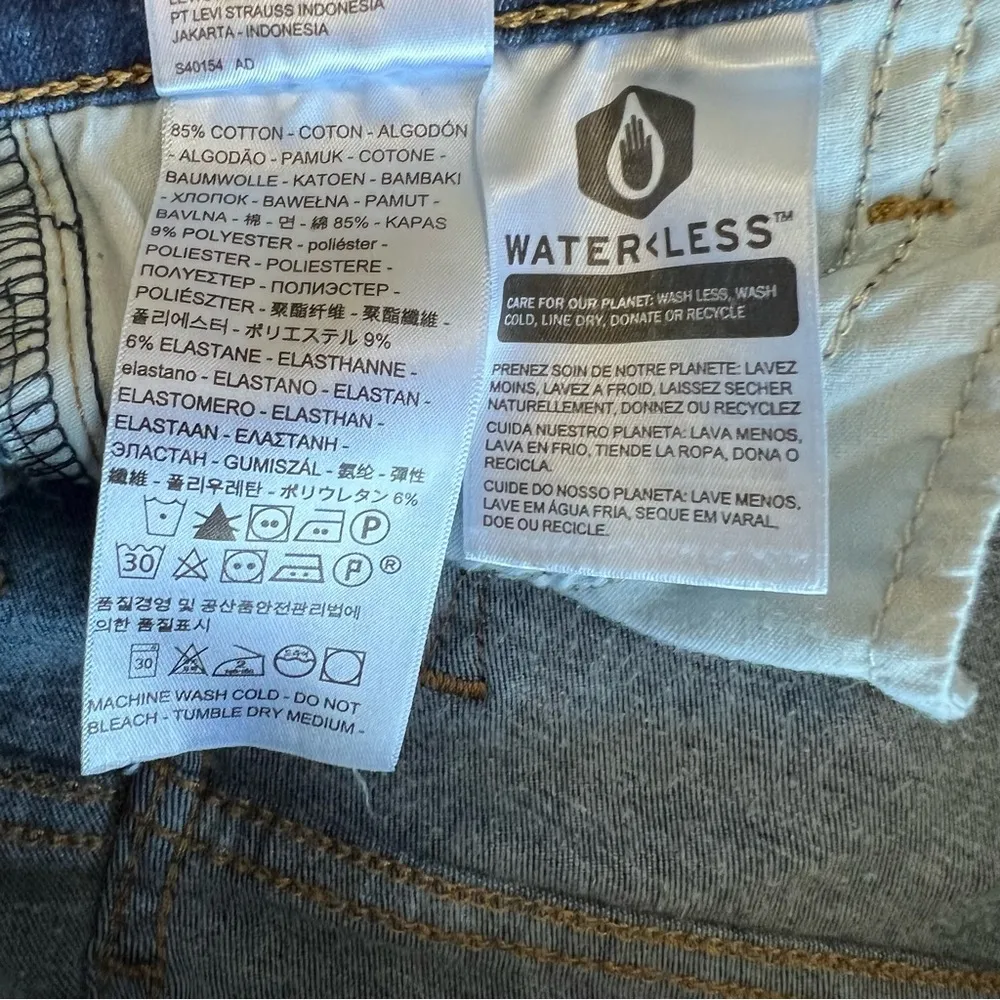 PT LEVI STRAUSS INDONESIA
JAKARTA - INDONESIA
S40154 AD
85% COTTON - COTON - ALGODÓN
- ALGODÃO - PAMUK - COTONE -
BAUMWOLLE - KATOEN - BAMBAKI
- ХЛОПОК - BAWEŁNA - PAMUT -
BAVLNA - 棉 - 면 - 綿 85% - KAPAS
9% POLYESTER - poliéster -
POLIESTER - POLIESTERE -
ΠΟΛΥΕΣΤΕΡ - ПОЛИЭСТЕР -
POLIÉSZTER - 聚酯纤维 - 聚酯纖維 -
폴리에스터 - ポリエステル 9%
6% ELASTANE - ELASTHANNE -
elastano - ELASTANO - ELASTAN -
ELASTOMERO - ELASTHAN -
ELASTAAN - ΕΛΑΣΤΑΝΗ -
ЭЛАСТАН - GUMISZÁL - 氨纶 - 彈性
纖維 - 폴리우레탄 - ポリウレタン 6%
P
30 P ®
품질경영 및 공산품안전관리법에
의한 품질표시
30
MACHINE WASH COLD - DO NOT
BLEACH - TUMBLE DRY MEDIUM -
WATER<LESS™
CARE FOR OUR PLANET: WASH LESS, WASH
COLD, LINE DRY, DONATE OR RECYCLE
PRENEZ SOIN DE NOTRE PLANETE: LAVEZ
MOINS, LAVEZ A FROID, LAISSEZ SECHER
NATURELLEMENT, DONNEZ OU RECYCLEZ
CUIDA NUESTRO PLANETA: LAVA MENOS,
LAVA EN FRIO, TIENDE LA ROPA, DONA O
RECICLA.
CUIDE DO NOSSO PLANETA: LAVE MENOS,
LAVE EM ÁGUA FRIA, SEQUE EM VARAL,
DOE OU RECICLE.